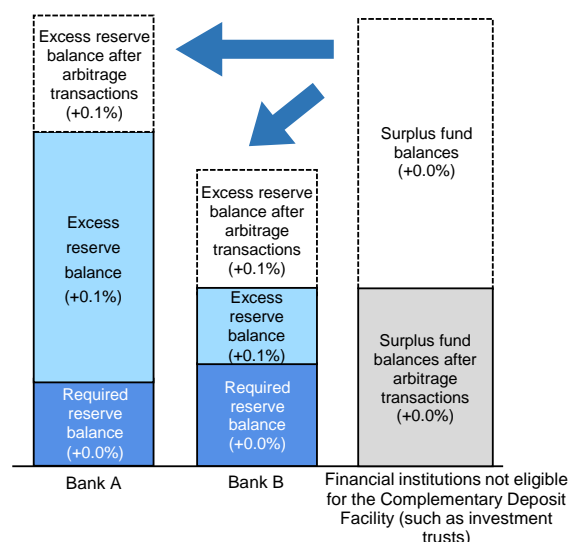 Excess reserve
balance after
arbitrage
transactions
(+0.1%)
Excess
reserve
balance
(+0.1%)
Required
reserve
balance
(+0.0%)
Bank A
Excess reserve
balance after
arbitrage
transactions
(+0.1%)
Excess
reserve
balance
(+0.1%)
Required
reserve
balance
(+0.0%)
Bank B
Surplus fund
balances
(+0.0%)
Surplus fund
balances after
arbitrage
transactions
(+0.0%)
Financial institutions not eligible
for the Complementary Deposit
Facility (such as investment
trusts)